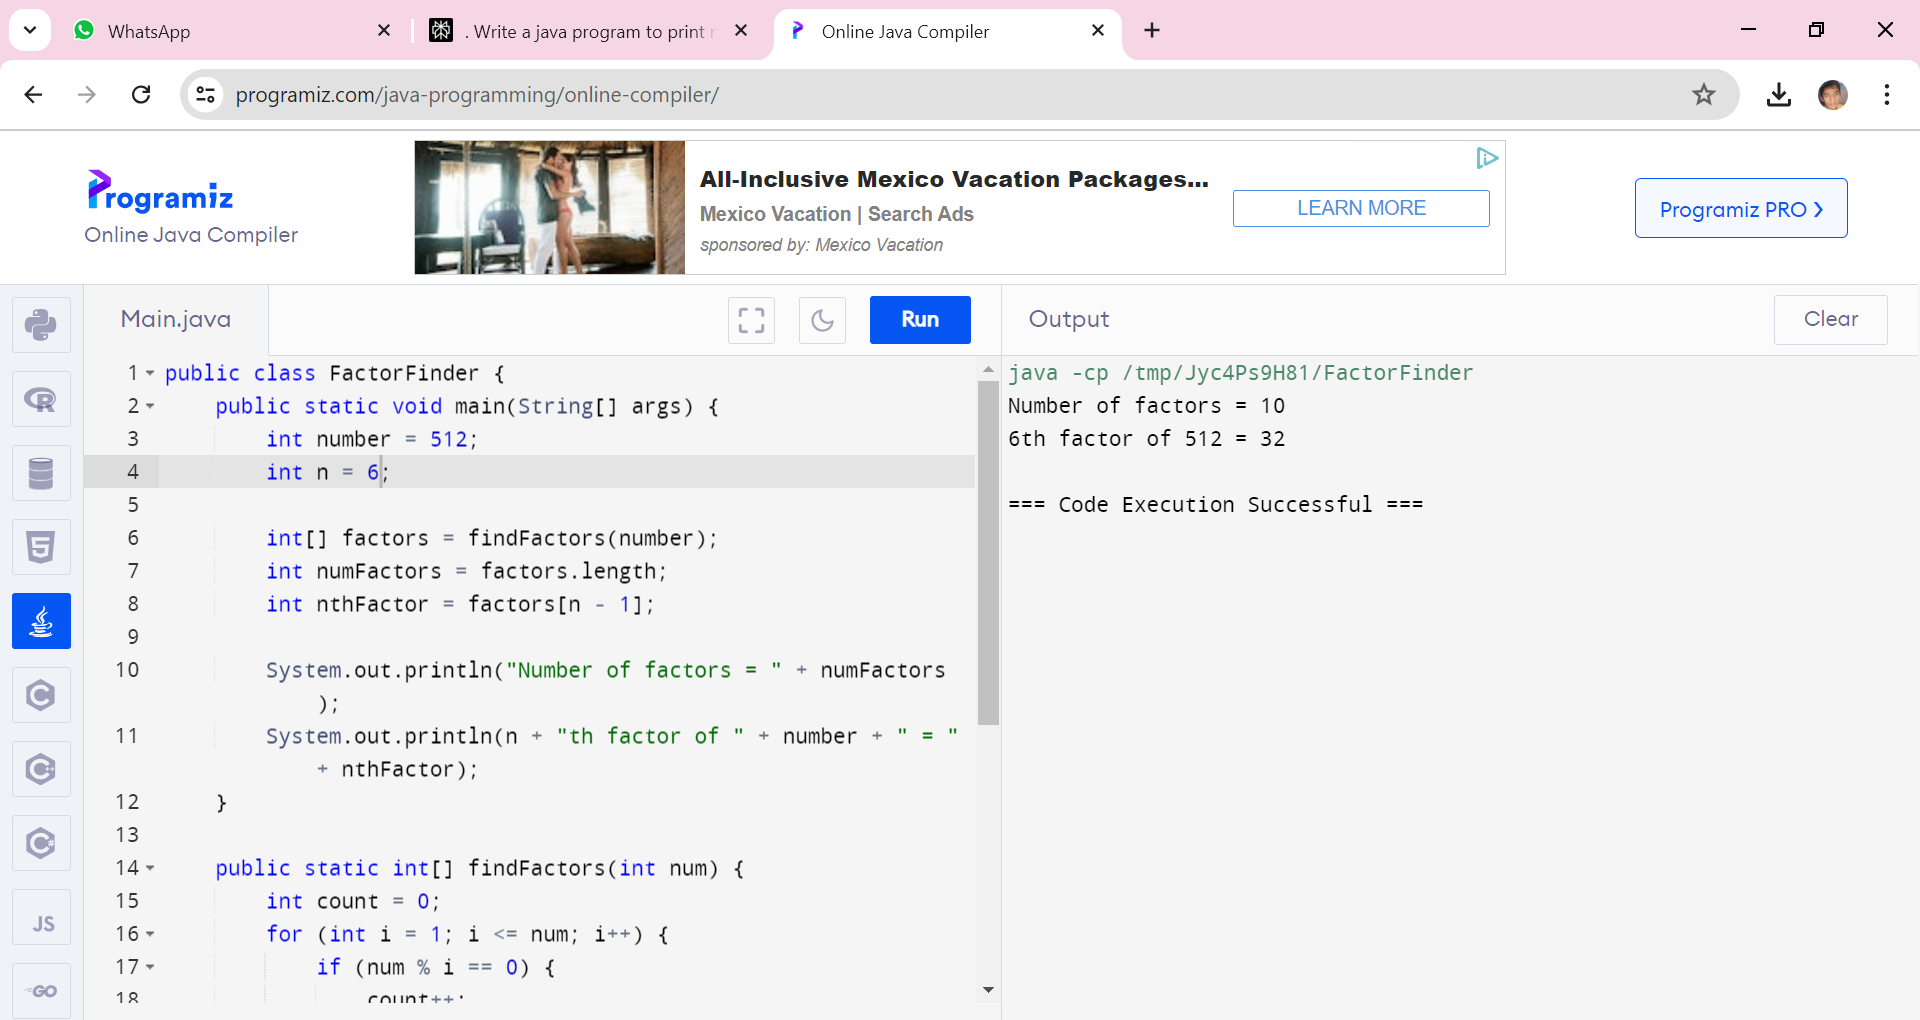 WhatsApp
. Write a java program to print
Online Java Compiler
programiz.com/java-programming/online-compiler/
Programiz
Online Java Compiler
All-Inclusive Mexico Vacation Packages...
Mexico Vacation | Search Ads
sponsored by: Mexico Vacation
LEARN MORE
Programiz PRO ❯
Main.java
Run
Output
Clear
1 public class FactorFinder {
2 public static void main(String[] args) {
3 int number = 512;
4 int n = 6;
5
6 int[] factors = findFactors(number);
7 int numFactors = factors.length;
8 int nthFactor = factors[n - 1];
9
10 System.out.println("Number of factors = " + numFactors
);
11 System.out.println(n + "th factor of " + number + " = "
+ nthFactor);
12 }
13
14 public static int[] findFactors(int num) {
15 int count = 0;
16 for (int i = 1; i <= num; i++) {
17 if (num % i == 0) {
18 count++;
java -cp /tmp/Jyc4Ps9H81/FactorFinder
Number of factors = 10
6th factor of 512 = 32
=== Code Execution Successful ===
R
5
C
C++
C#
JS
GO